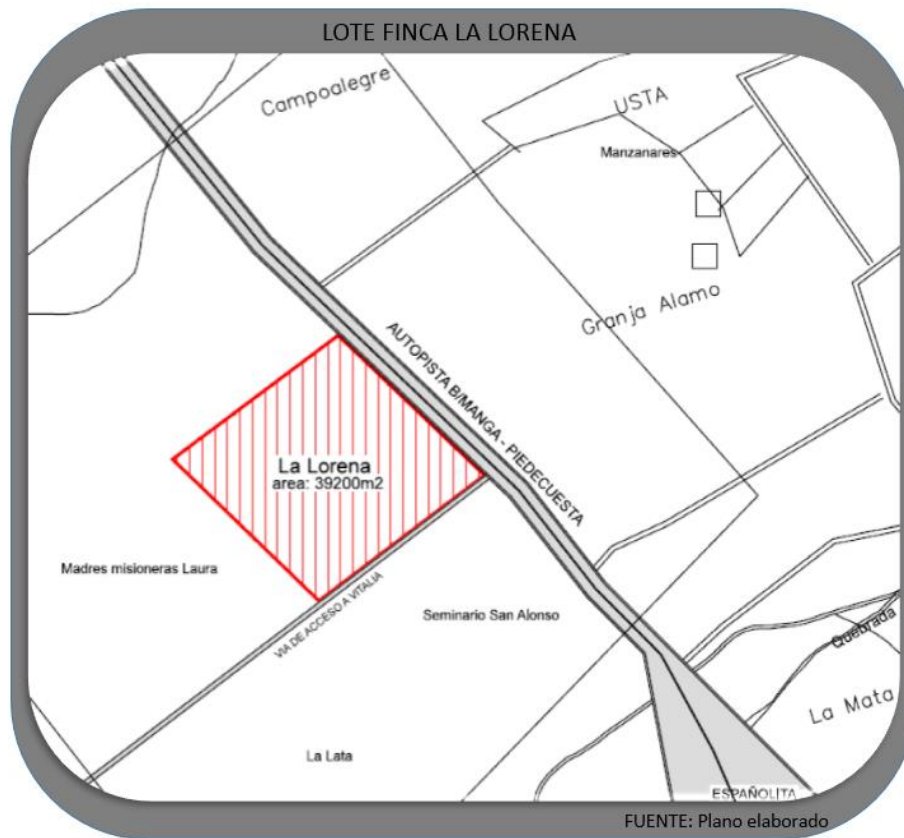 LOTE FINCA LA LORENA
Campoalegre
USTA
Manzanares
Granja Alamo
AUTOPISTA B/MANGA - PIEDECUESTA
La Lorena
area: 39200m2
Madres misioneras Laura
VIA DE ACCESO A VITALIA
Seminario San Alonso
Quebrada
La Mata
La Lata
ESPAÑOLITA
FUENTE: Plano elaborado